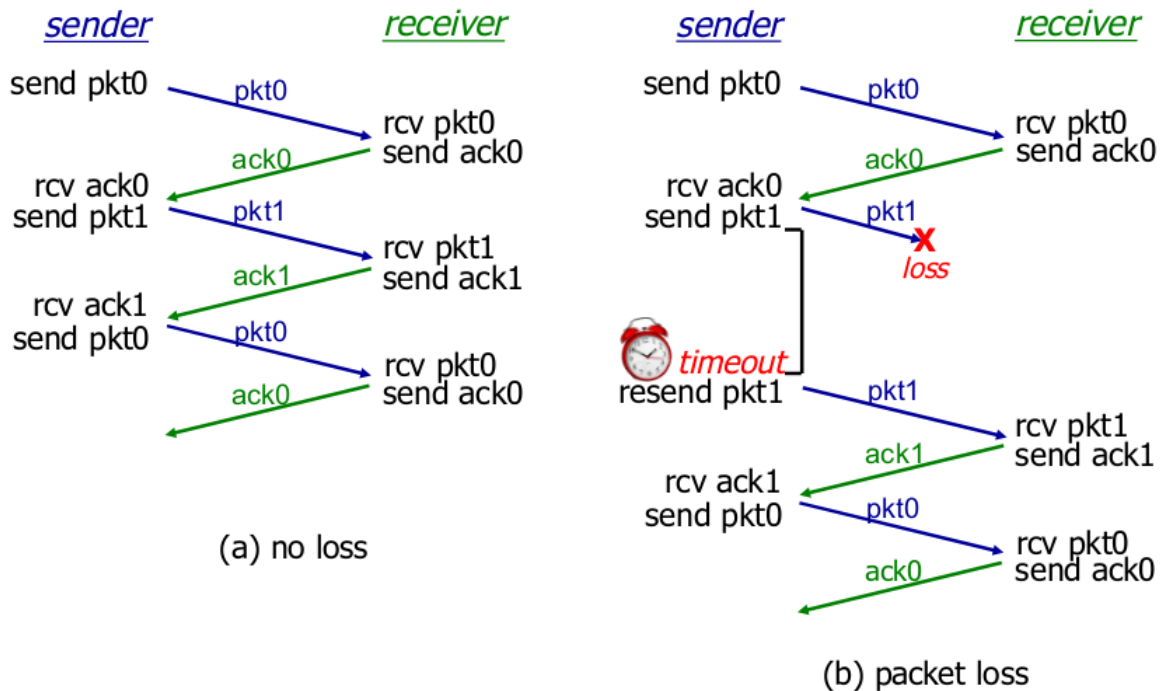 sender
receiver
send pkt0
pkt0
rcv pkt0
send ack0
ack0
rcv ack0
send pkt1
pkt1
rcv pkt1
send ack1
ack1
rcv ack1
send pkt0
pkt0
rcv pkt0
send ack0
ack0
(a) no loss
sender
receiver
send pkt0
pkt0
rcv pkt0
send ack0
ack0
rcv ack0
send pkt1
pkt1
X
loss
timeout
resend pkt1
pkt1
rcv pkt1
send ack1
ack1
rcv ack1
send pkt0
pkt0
rcv pkt0
send ack0
ack0
(b) packet loss